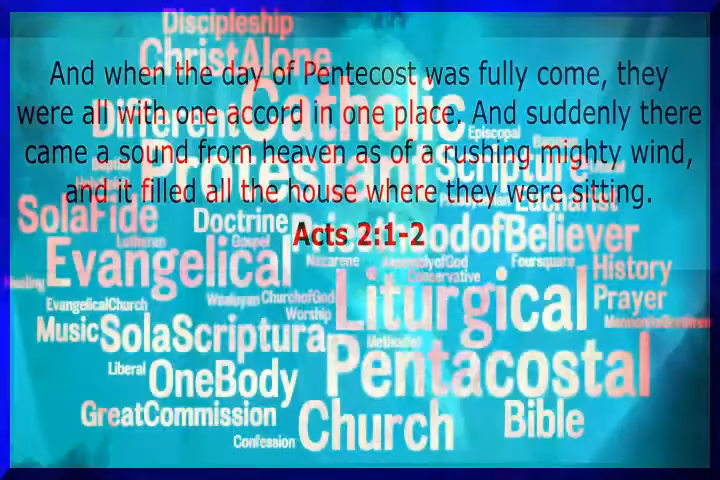 Discipleship
ChristAlone
And when the day of Pentecost was fully come, they
were all with one accord in one place. And suddenly there
came a sound from heaven as of a rushing mighty wind,
and it filled all the house where they were sitting.
Acts 2:1-2
Different Catholic
Episcopal
Protestant Scripture
Eucharist
SolaFide Doctrine PriesthoodofBeliever
Lutheran Gospel
Evangelical Nazarene AssemblyofGod Foursquare History
Healing Conservative
EvangelicalChurch Wesleyan ChurchofGod Liturgical Prayer
Worship MennoniteBrethren
Music SolaScriptura Methodist
Liberal OneBody Pentacostal
GreatCommission Church Bible
Confession